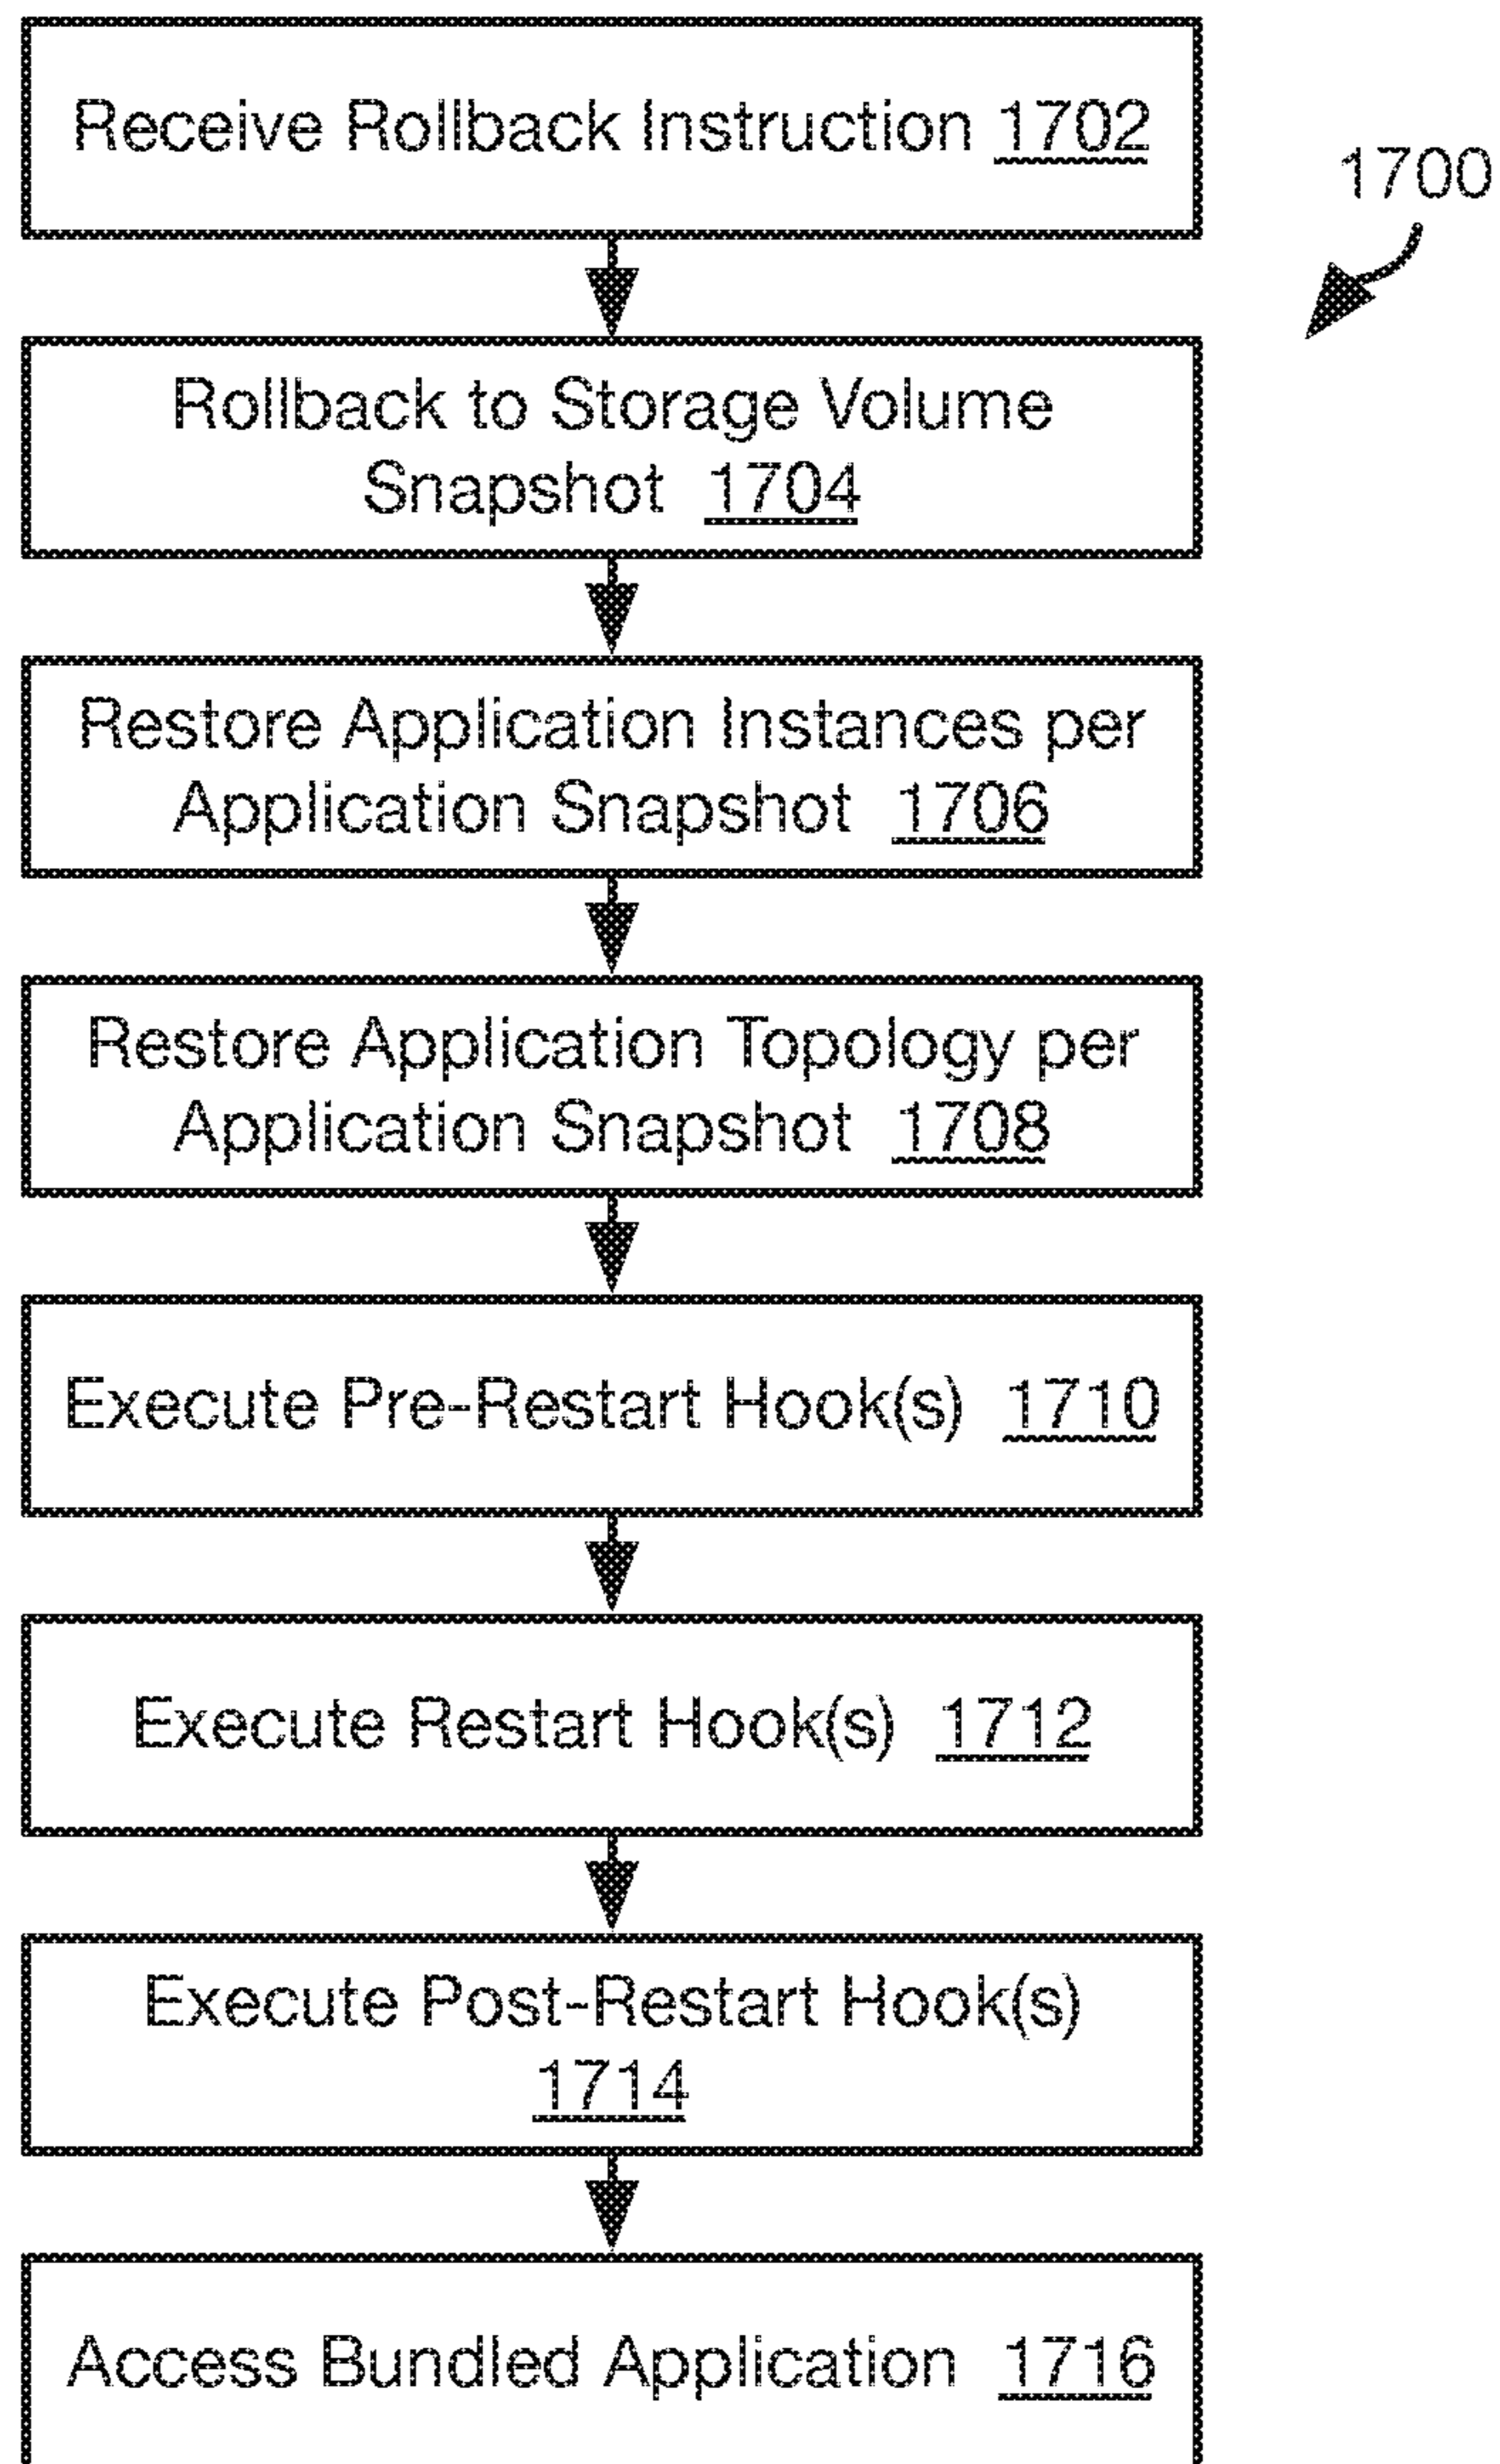 Receive Rollback Instruction 1702
1700
Rollback to Storage Volume
Snapshot 1704
Restore Application Instances per
Application Snapshot 1706
Restore Application Topology per
Application Snapshot 1708
Execute Pre-Restart Hook(s) 1710
Execute Restart Hook(s) 1712
Execute Post-Restart Hook(s)
1714
Access Bundled Application 1716